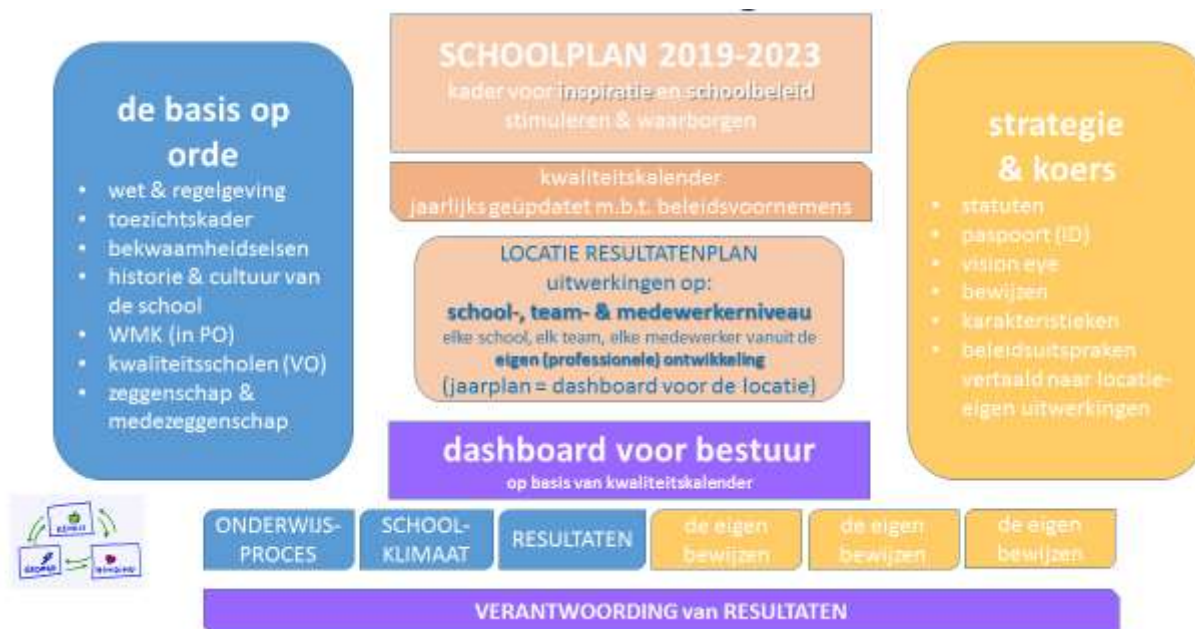 SCHOOLPLAN 2019-2023
kader voor inspiratie en schoolbeleid
stimuleren & waarborgen
de basis op
orde
• wet & regelgeving
• toezichtskader
• bekwaamheidseisen
• historie & cultuur van
de school
• WMK (in PO)
• kwaliteitsscholen (VO)
• zeggenschap &
medezeggenschap
kwaliteitskalender
jaarlijks geüpdatet m.b.t. beleidsvoornemens
LOCATIE RESULTATENPLAN
uitwerkingen op:
school-, team- & medewerkerniveau
elke school, elk team, elke medewerker vanuit de
eigen (professionele) ontwikkeling
(jaarplan = dashboard voor de locatie)
strategie
& koers
• statuten
• paspoort (ID)
• vision eye
• bewijzen
• karakteristieken
• beleidsuitspraken
vertaald naar locatie-
eigen uitwerkingen
dashboard voor bestuur
op basis van kwaliteitskalender
ONDERWIJS-
PROCES
SCHOOL-
KLIMAAT
RESULTATEN
de eigen
bewijzen
de eigen
bewijzen
de eigen
bewijzen
VERANTWOORDING van RESULTATEN